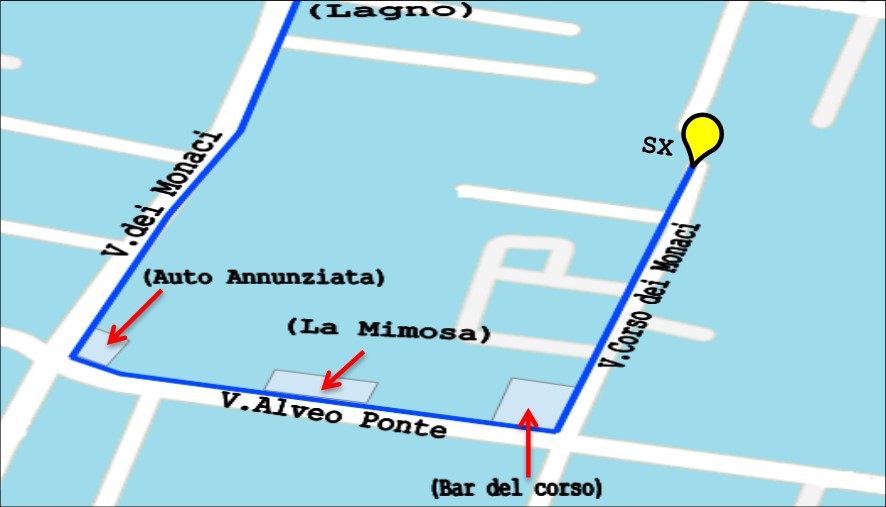 (Lagno)
SX
V.dei Monaci
V.Corso dei Monaci
(Auto Annunziata)
(La Mimosa)
V.Alveo Ponte
(Bar del corso)